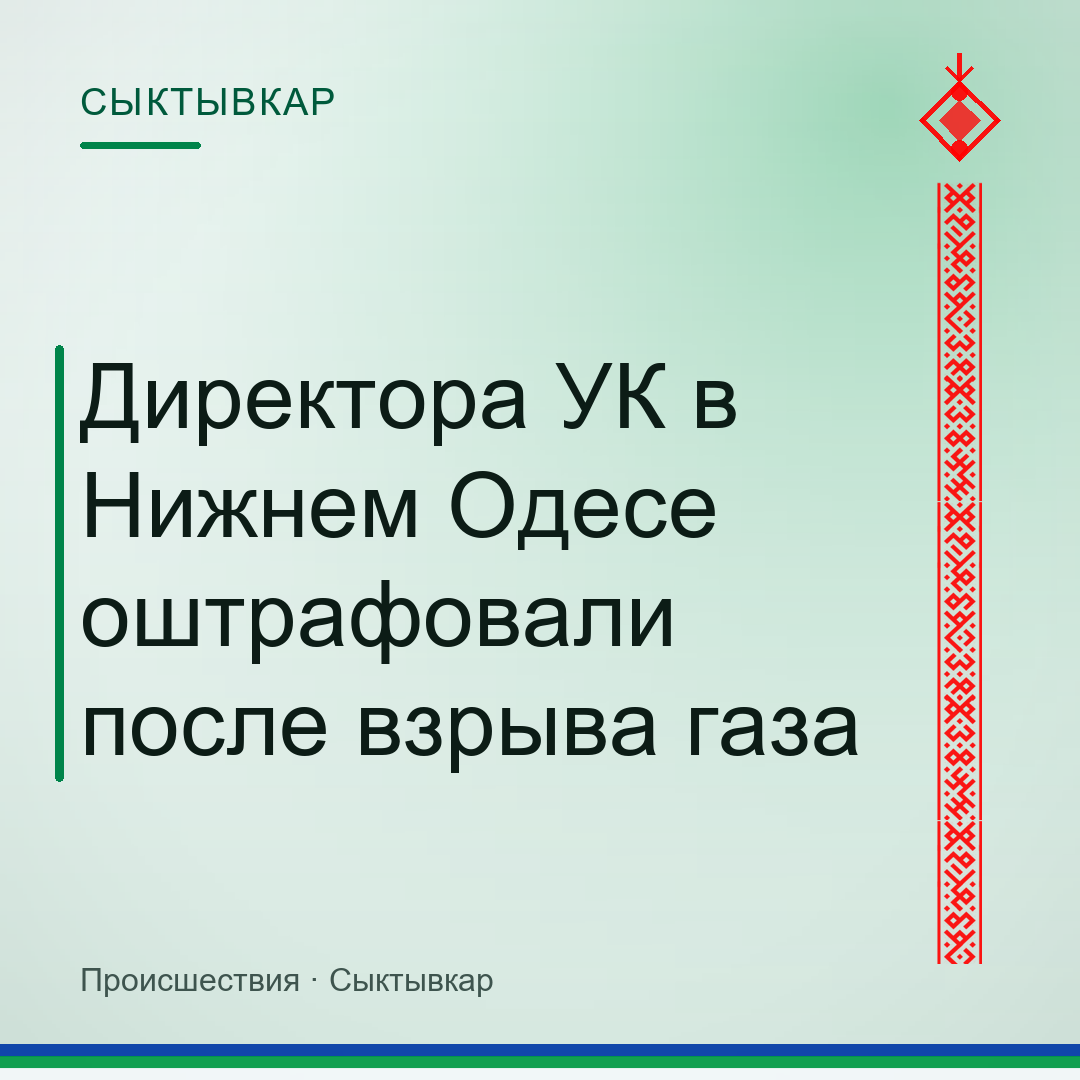 СЫКТЫВКАР
Директора УК в
Нижнем Одесе
оштрафовали
после взрыва газа
Происшествия · Сыктывкар